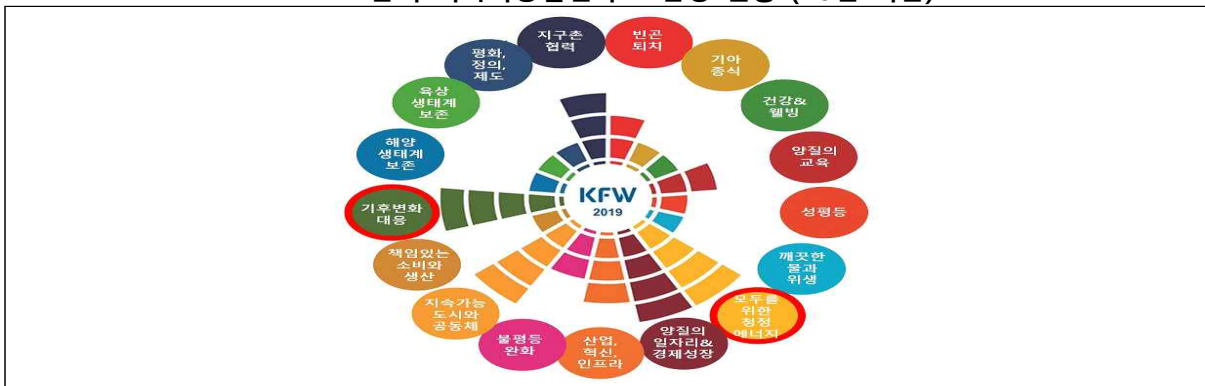 지구촌
협력
빈곤
퇴치
기아
종식
건강&
웰빙
양질의
교육
성평등
깨끗한
물과
위생
모두를
위한
청정
에너지
양질의
일자리&
경제성장
산업,
혁신,
인프라
불평등
완화
지속가능
도시와
공동체
책임있는
소비와
생산
기후변화
대응
해양
생태계
보존
육상
생태계
보존
평화,
정의,
제도
KFW
2019